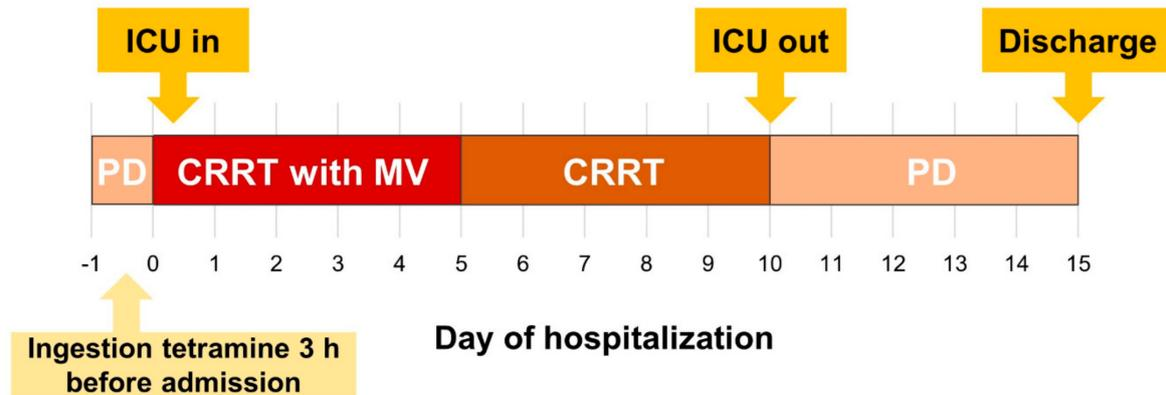 ICU in
ICU out
Discharge
PD
CRRT with MV
CRRT
PD
-1 0 1 2 3 4 5 6 7 8 9 10 11 12 13 14 15
Ingestion tetramine 3 h
before admission
Day of hospitalization